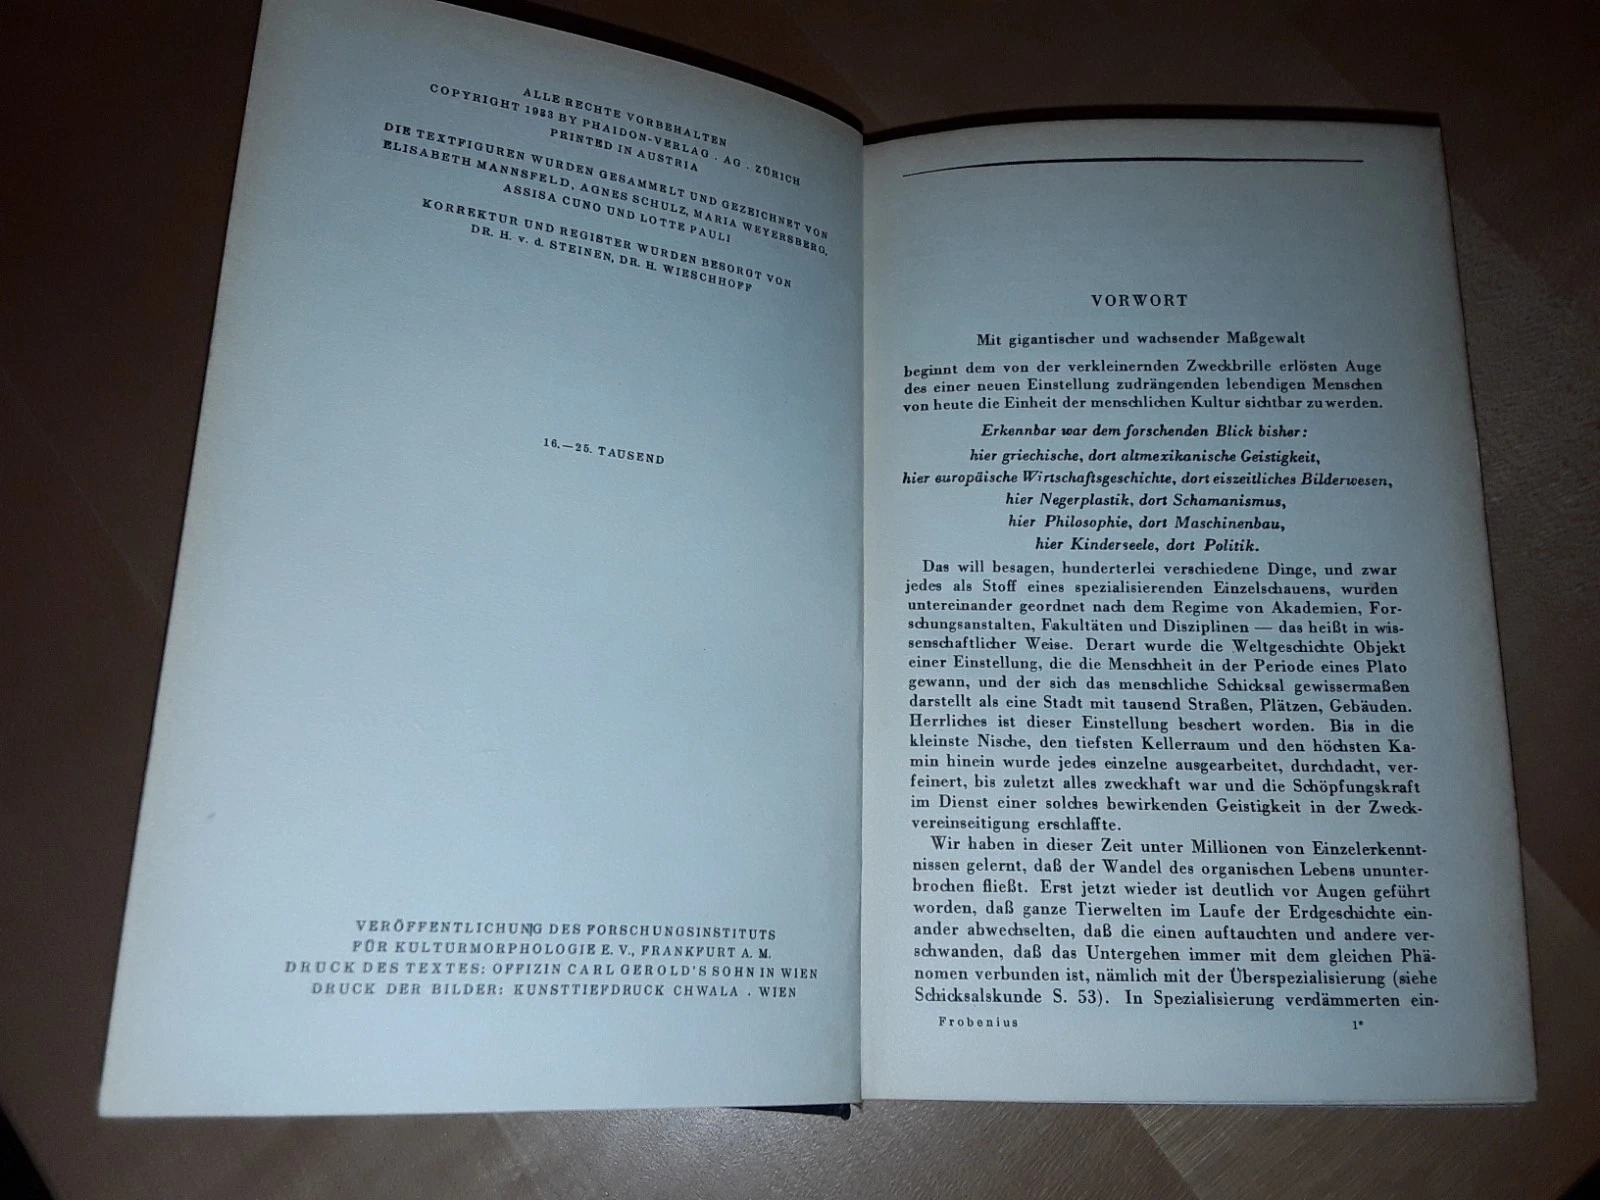 ALLE RECHTE VORBEHALTEN
COPYRIGHT 1933 BY PHAIDON-VERLAG . AG . ZÜRICH
PRINTED IN AUSTRIA
DIE TEXTFIGUREN WURDEN GESAMMELT UND GEZEICHNET VON
ELISABETH MANNSFELD, AGNES SCHULZ, MARIA WEYERSBERG,
ASSISA CUNO UND LOTTE PAULI
KORREKTUR UND REGISTER WURDEN BESORGT VON
DR. H. v. d. STEINEN, DR. H. WIESCHHOFF
16.—25. TAUSEND
VERÖFFENTLICHUNG DES FORSCHUNGSINSTITUTS
FÜR KULTURMORPHOLOGIE E. V., FRANKFURT A. M.
DRUCK DES TEXTES: OFFIZIN CARL GEROLD'S SOHN IN WIEN
DRUCK DER BILDER: KUNSTTIEFDRUCK CHWALA . WIEN
VORWORT
Mit gigantischer und wachsender Maßgewalt
beginnt dem von der verkleinernden Zweckbrille erlösten Auge
des einer neuen Einstellung zudrängenden lebendigen Menschen
von heute die Einheit der menschlichen Kultur sichtbar zu werden.
Erkennbar war dem forschenden Blick bisher:
hier griechische, dort altmexikanische Geistigkeit,
hier europäische Wirtschaftsgeschichte, dort eiszeitliches Bilderwesen,
hier Negerplastik, dort Schamanismus,
hier Philosophie, dort Maschinenbau,
hier Kinderseele, dort Politik.
Das will besagen, hunderterlei verschiedene Dinge, und zwar
jedes als Stoff eines spezialisierenden Einzelschauens, wurden
untereinander geordnet nach dem Regime von Akademien, For-
schungsanstalten, Fakultäten und Disziplinen — das heißt in wis-
senschaftlicher Weise. Derart wurde die Weltgeschichte Objekt
einer Einstellung, die die Menschheit in der Periode eines Plato
gewann, und der sich das menschliche Schicksal gewissermaßen
darstellt als eine Stadt mit tausend Straßen, Plätzen, Gebäuden.
Herrliches ist dieser Einstellung beschert worden. Bis in die
kleinste Nische, den tiefsten Kellerraum und den höchsten Ka-
min hinein wurde jedes einzelne ausgearbeitet, durchdacht, ver-
feinert, bis zuletzt alles zweckhaft war und die Schöpfungskraft
im Dienst einer solches bewirkenden Geistigkeit in der Zweck-
vereinseitigung erschlaffte.
Wir haben in dieser Zeit unter Millionen von Einzelerkennt-
nissen gelernt, daß der Wandel des organischen Lebens ununter-
brochen fließt. Erst jetzt wieder ist deutlich vor Augen geführt
worden, daß ganze Tierwelten im Laufe der Erdgeschichte ein-
ander abwechselten, daß die einen auftauchten und andere ver-
schwanden, daß das Untergehen immer mit dem gleichen Phä-
nomen verbunden ist, nämlich mit der Überspezialisierung (siehe
Schicksalskunde S. 53). In Spezialisierung verdämmerten ein-
Frobenius
1*